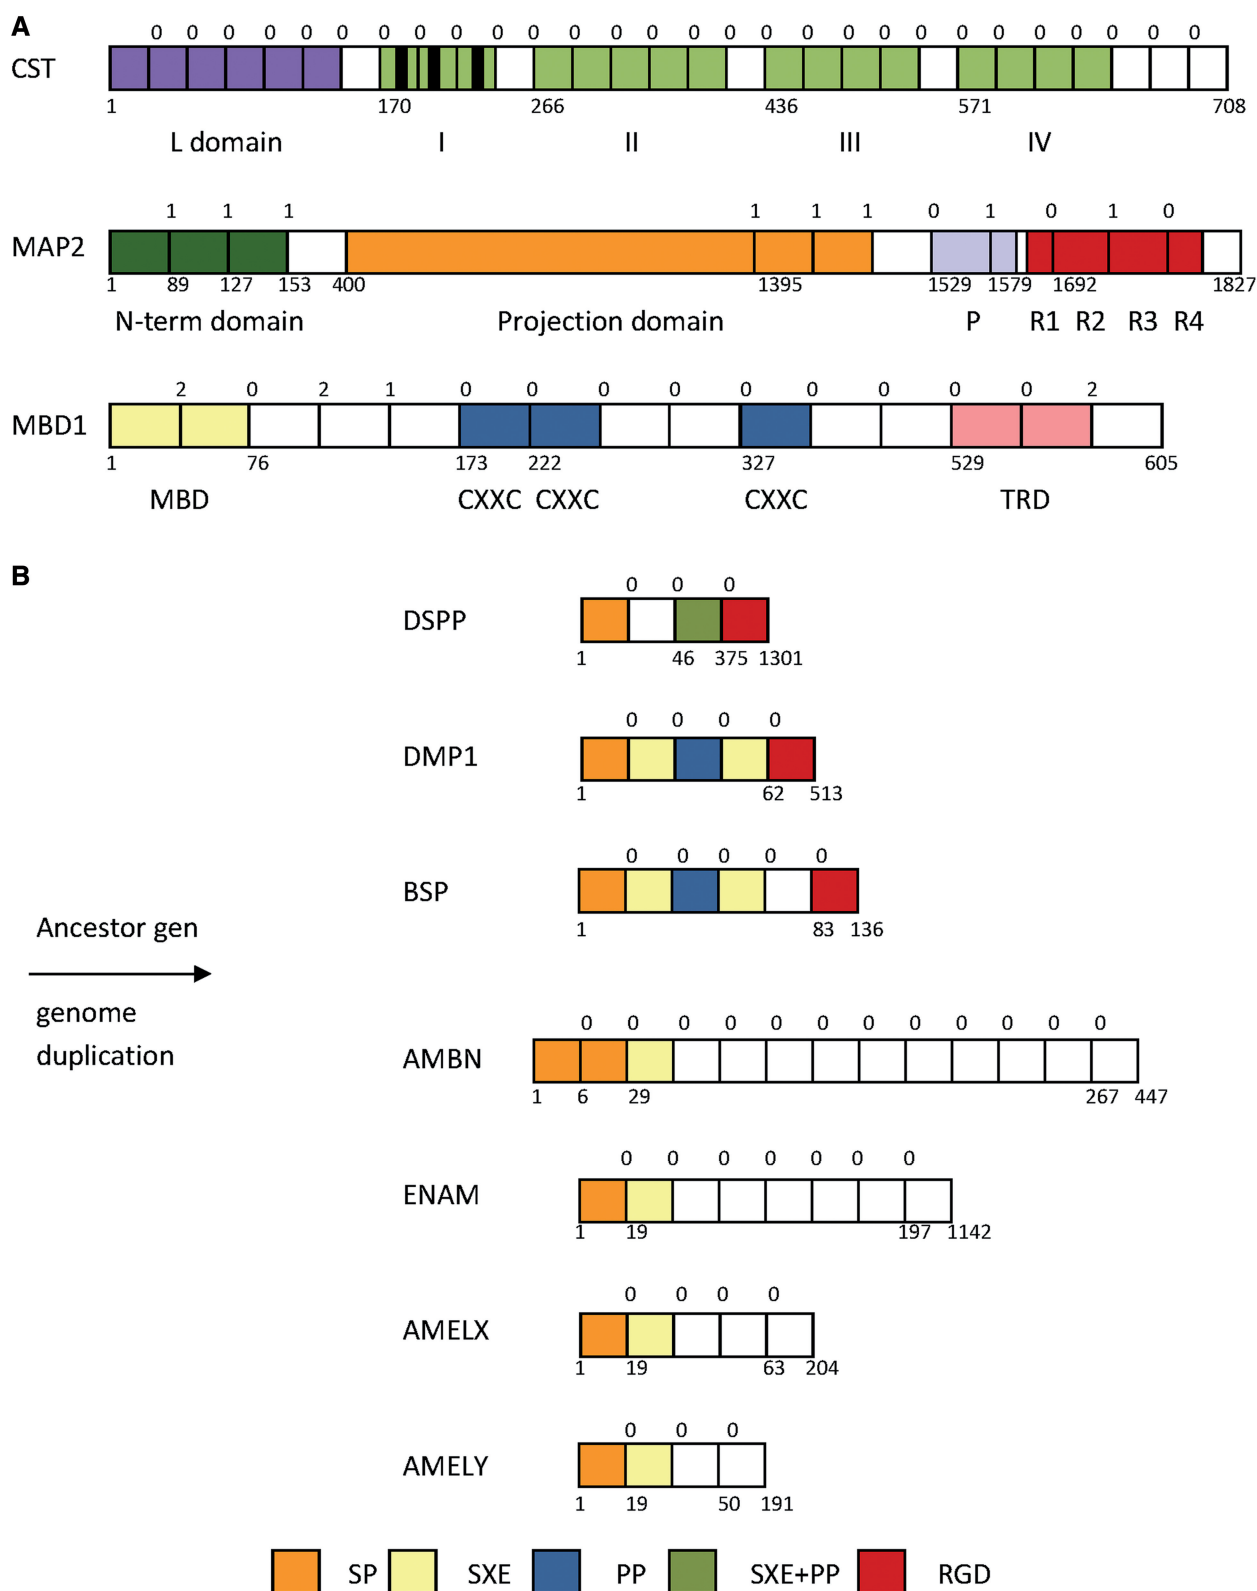 A
0 0 0 0 0 0 0 0 0 0 0 0 0 0 0 0 0 0 0 0 0 0 0 0 0 0 0 0
CST
1 170 266 436 571 708
L domain I II III IV
1 1 1 1 1 1 0 1 0 1 0
MAP2
1 89 127 153 400 1395 1529 1579 1692 1827
N-term domain Projection domain P R1 R2 R3 R4
2 0 2 1 0 0 0 0 0 0 0 0 0 2
MBD1
1 76 173 222 327 529 605
MBD CXXC CXXC CXXC TRD
B
0 0 0
DSPP
1 46 375 1301
0 0 0 0
DMP1
1 62 513
0 0 0 0 0
BSP
1 83 136
Ancestor gen
genome
duplication
0 0 0 0 0 0 0 0 0 0 0 0
AMBN
1 6 29 267 447
0 0 0 0 0 0 0
ENAM
1 19 197 1142
0 0 0 0
AMELX
1 19 63 204
0 0 0
AMELY
1 19 50 191
SP SXE PP SXE+PP RGD